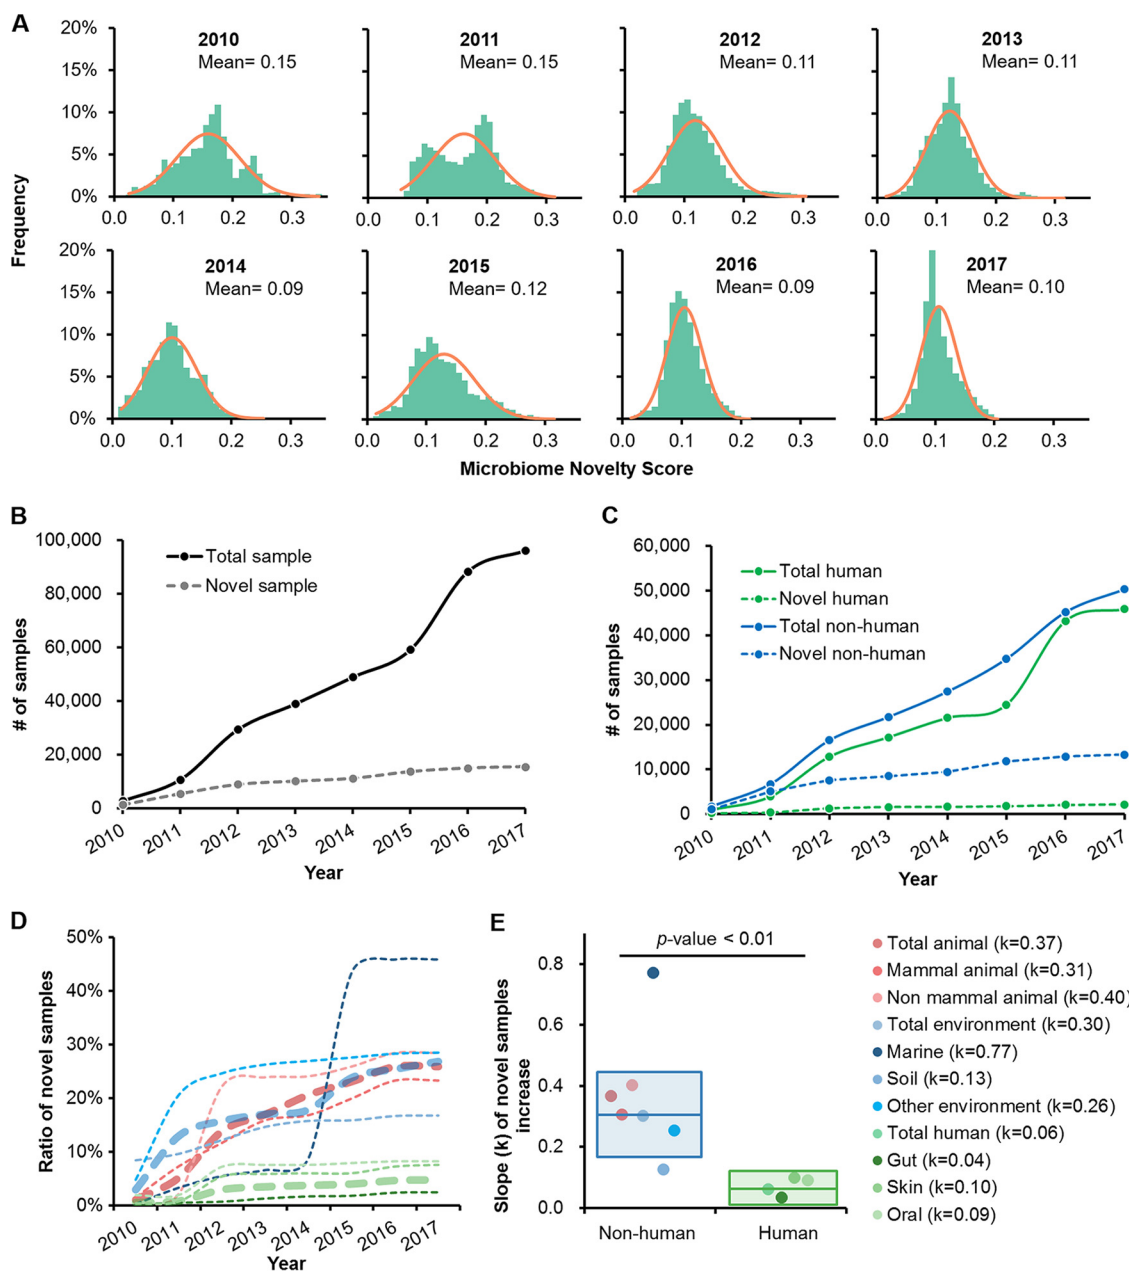 A
20%
15%
10%
5%
0%
2010
Mean= 0.15
0.0 0.1 0.2 0.3
2011
Mean= 0.15
0.0 0.1 0.2 0.3
2012
Mean= 0.11
0.0 0.1 0.2 0.3
2013
Mean= 0.11
0.0 0.1 0.2 0.3
Frequency
20%
15%
10%
5%
0%
2014
Mean= 0.09
0.0 0.1 0.2 0.3
2015
Mean= 0.12
0.0 0.1 0.2 0.3
2016
Mean= 0.09
0.0 0.1 0.2 0.3
2017
Mean= 0.10
0.0 0.1 0.2 0.3
Microbiome Novelty Score
B
# of samples
100,000
80,000
60,000
40,000
20,000
0
Total sample
Novel sample
2010 2011 2012 2013 2014 2015 2016 2017
Year
C
# of samples
60,000
50,000
40,000
30,000
20,000
10,000
0
Total human
Novel human
Total non-human
Novel non-human
2010 2011 2012 2013 2014 2015 2016 2017
Year
D
Ratio of novel samples
50%
40%
30%
20%
10%
0%
2010 2011 2012 2013 2014 2015 2016 2017
Year
E
Slope (k) of novel samples
increase
0.8
0.6
0.4
0.2
0.0
p-value < 0.01
Non-human
Human
Total animal (k=0.37)
Mammal animal (k=0.31)
Non mammal animal (k=0.40)
Total environment (k=0.30)
Marine (k=0.77)
Soil (k=0.13)
Other environment (k=0.26)
Total human (k=0.06)
Gut (k=0.04)
Skin (k=0.10)
Oral (k=0.09)